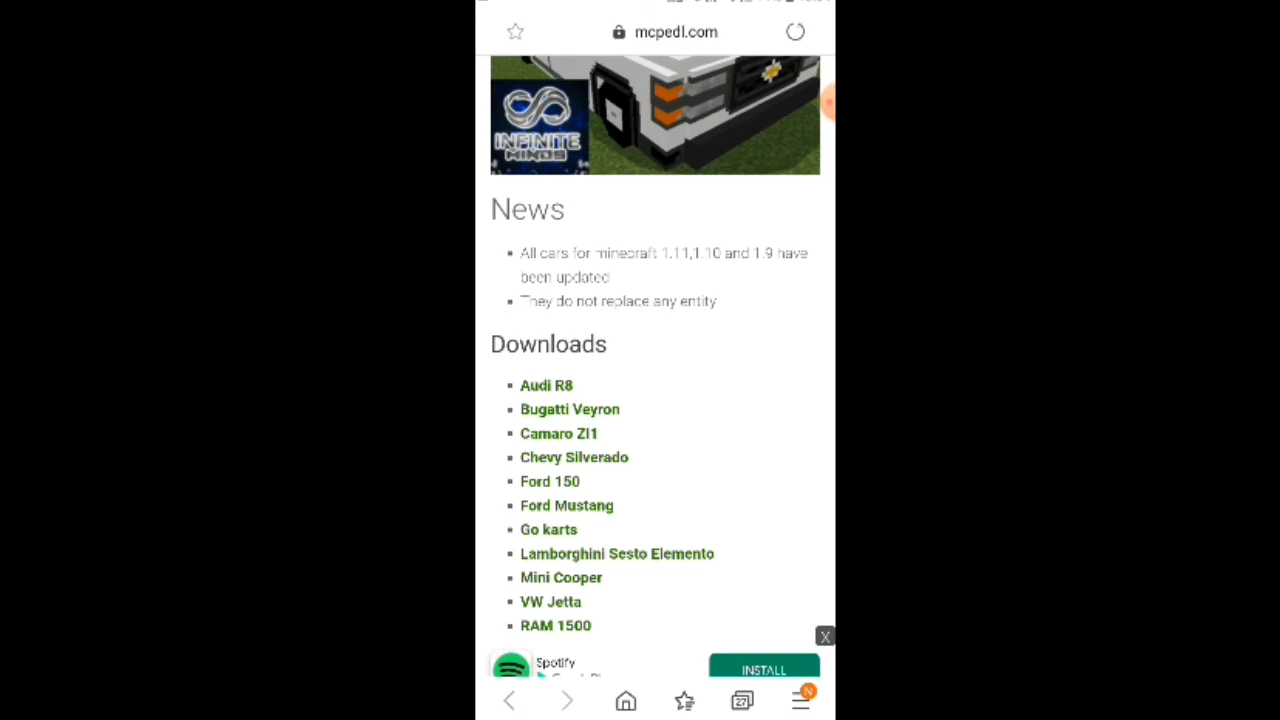 mcpedl.com
INFINITE
MINDS
News
All cars for minecraft 1.11,1.10 and 1.9 have
been updated
They do not replace any entity
Downloads
Audi R8
Bugatti Veyron
Camaro Zl1
Chevy Silverado
Ford 150
Ford Mustang
Go karts
Lamborghini Sesto Elemento
Mini Cooper
VW Jetta
RAM 1500
X
Spotify
INSTALL
27
N